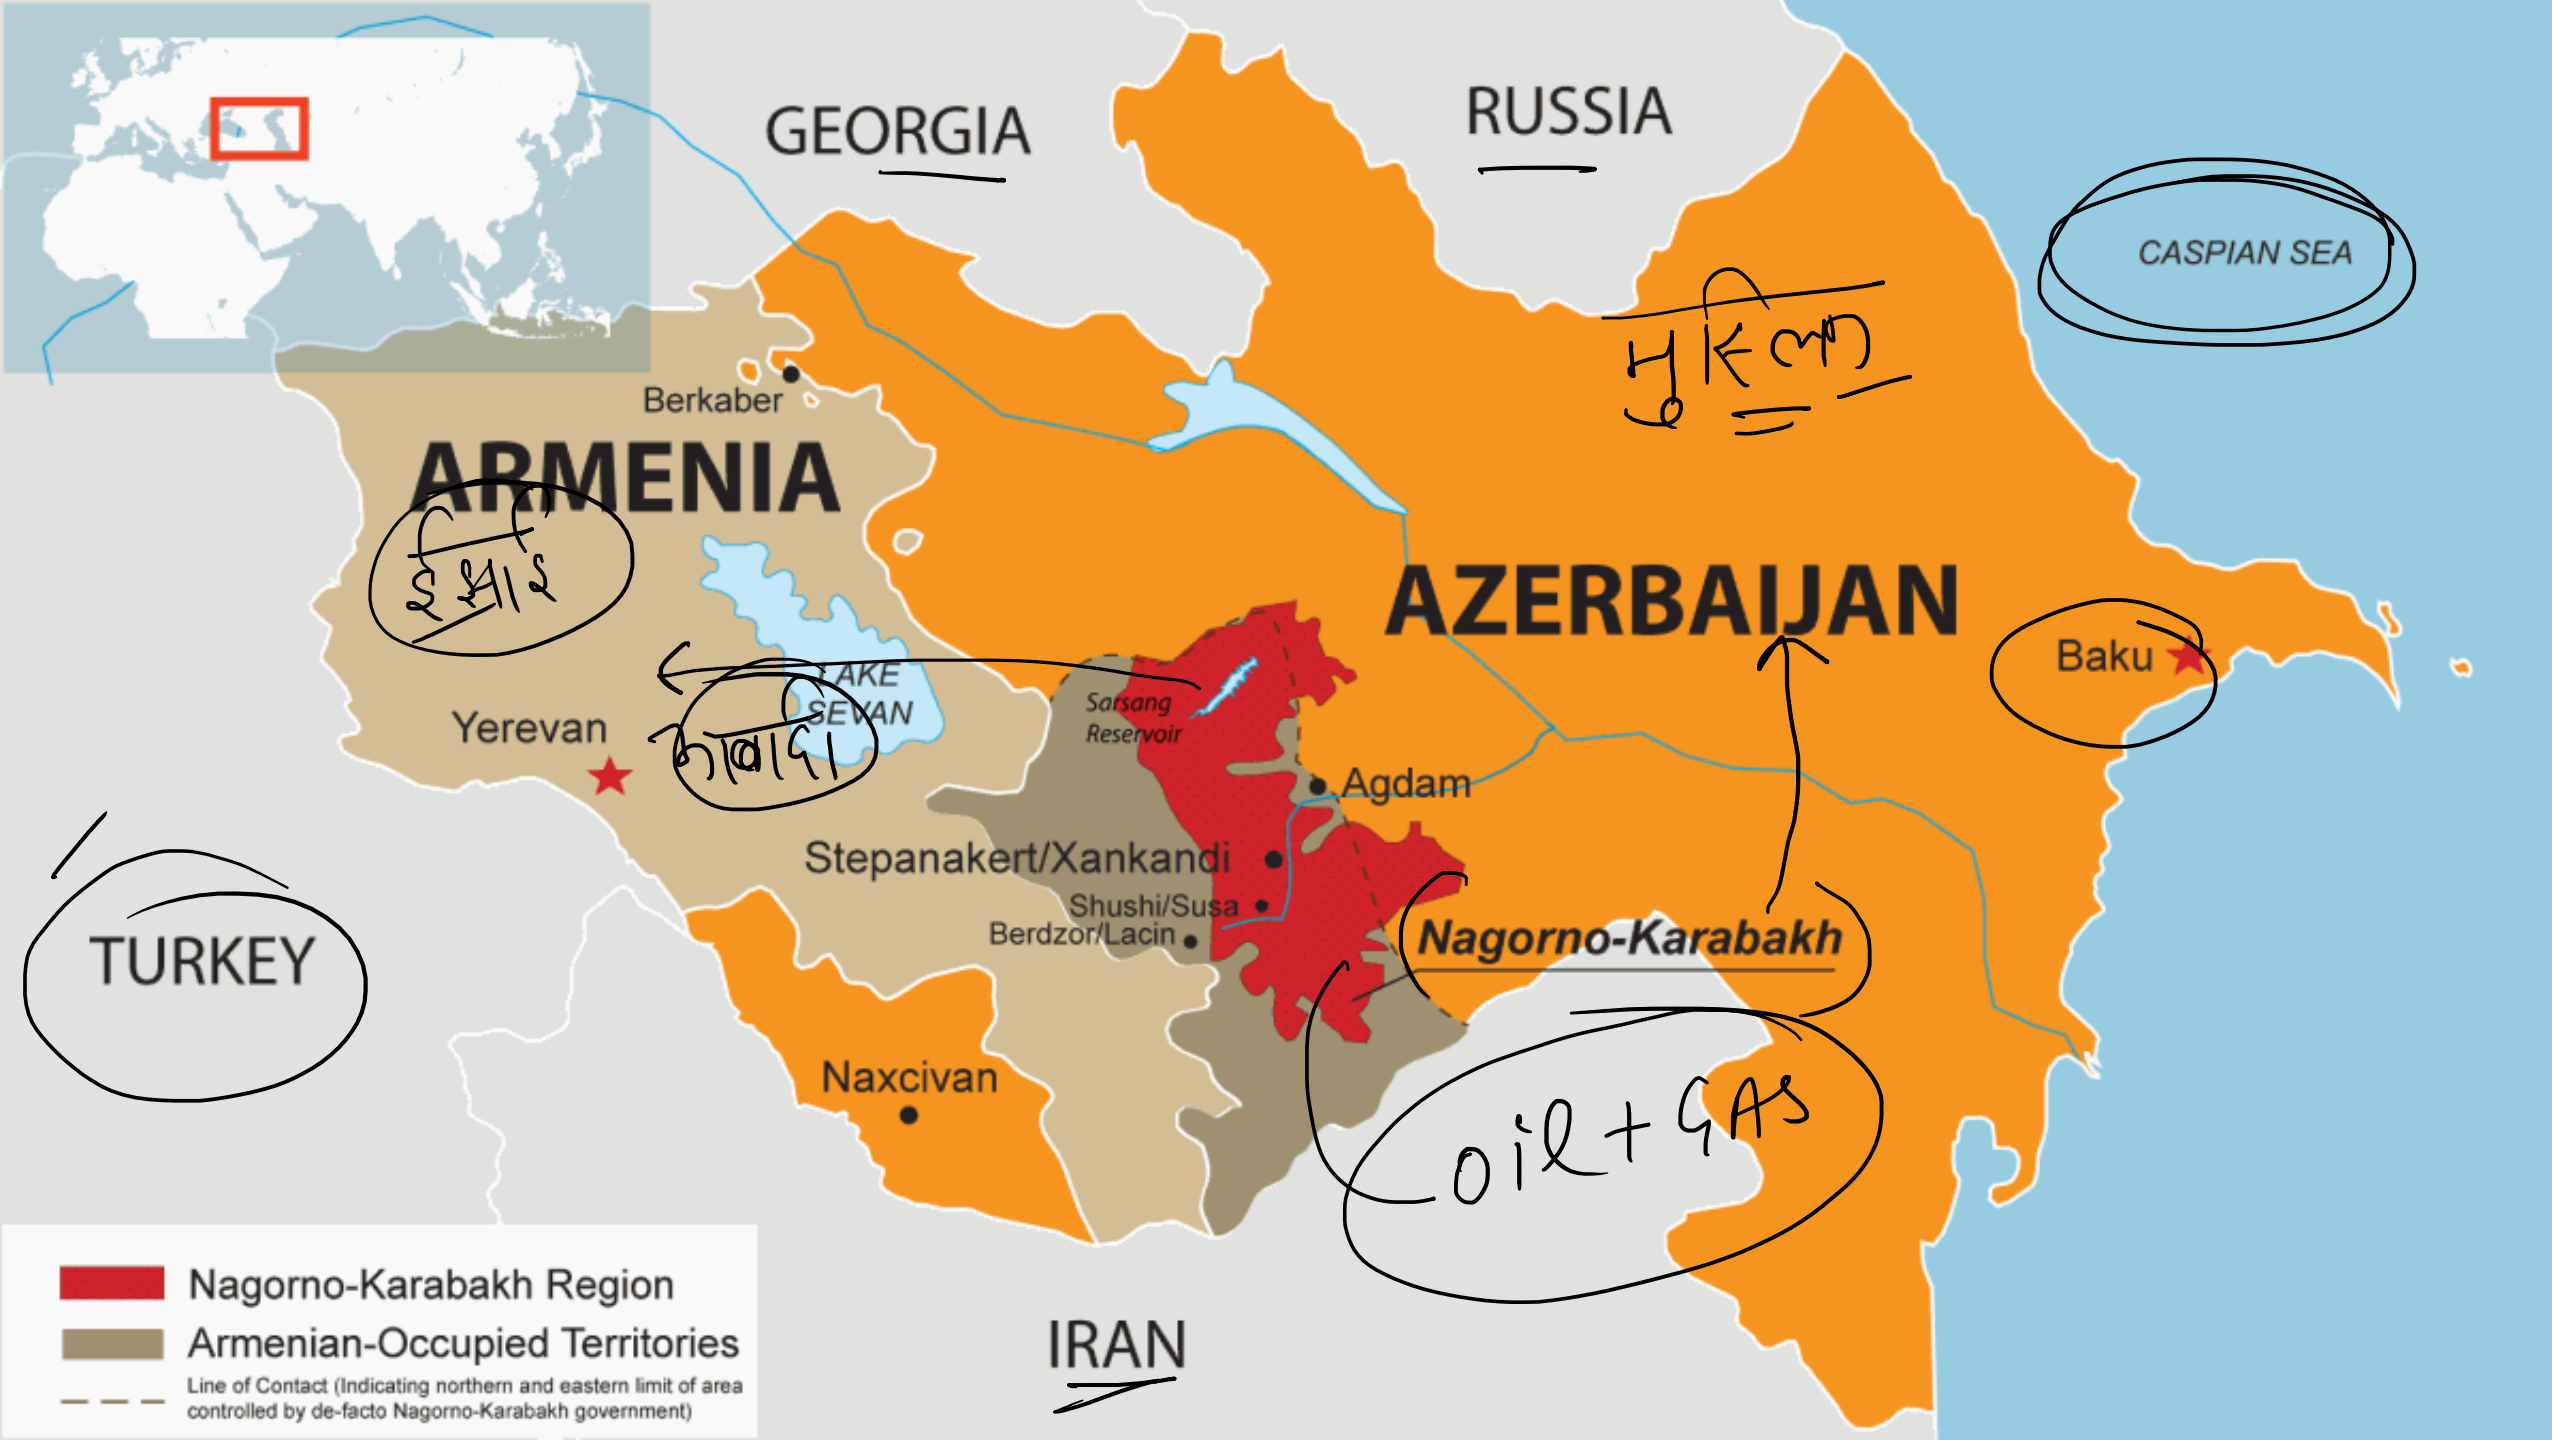 GEORGIA
RUSSIA
CASPIAN SEA
Berkaber
ARMENIA
AZERBAIJAN
Baku
LAKE
SEVAN
Yerevan
Sarsang
Reservoir
Agdam
Stepanakert/Xankandi
Shushi/Susa
Berdzor/Lacin
Nagorno-Karabakh
TURKEY
oil + GAS
Naxcivan
Nagorno-Karabakh Region
Armenian-Occupied Territories
Line of Contact (Indicating northern and eastern limit of area
controlled by de-facto Nagorno-Karabakh government)
IRAN